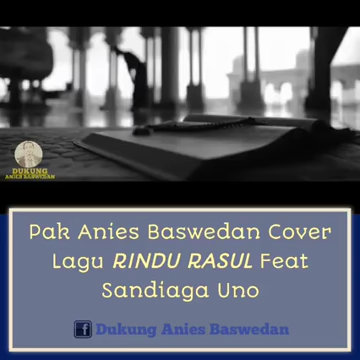 DUKUNG
ANIES BASWEDAN
Pak Anies Baswedan Cover
Lagu RINDU RASUL Feat
Sandiaga Uno
f Dukung Anies Baswedan